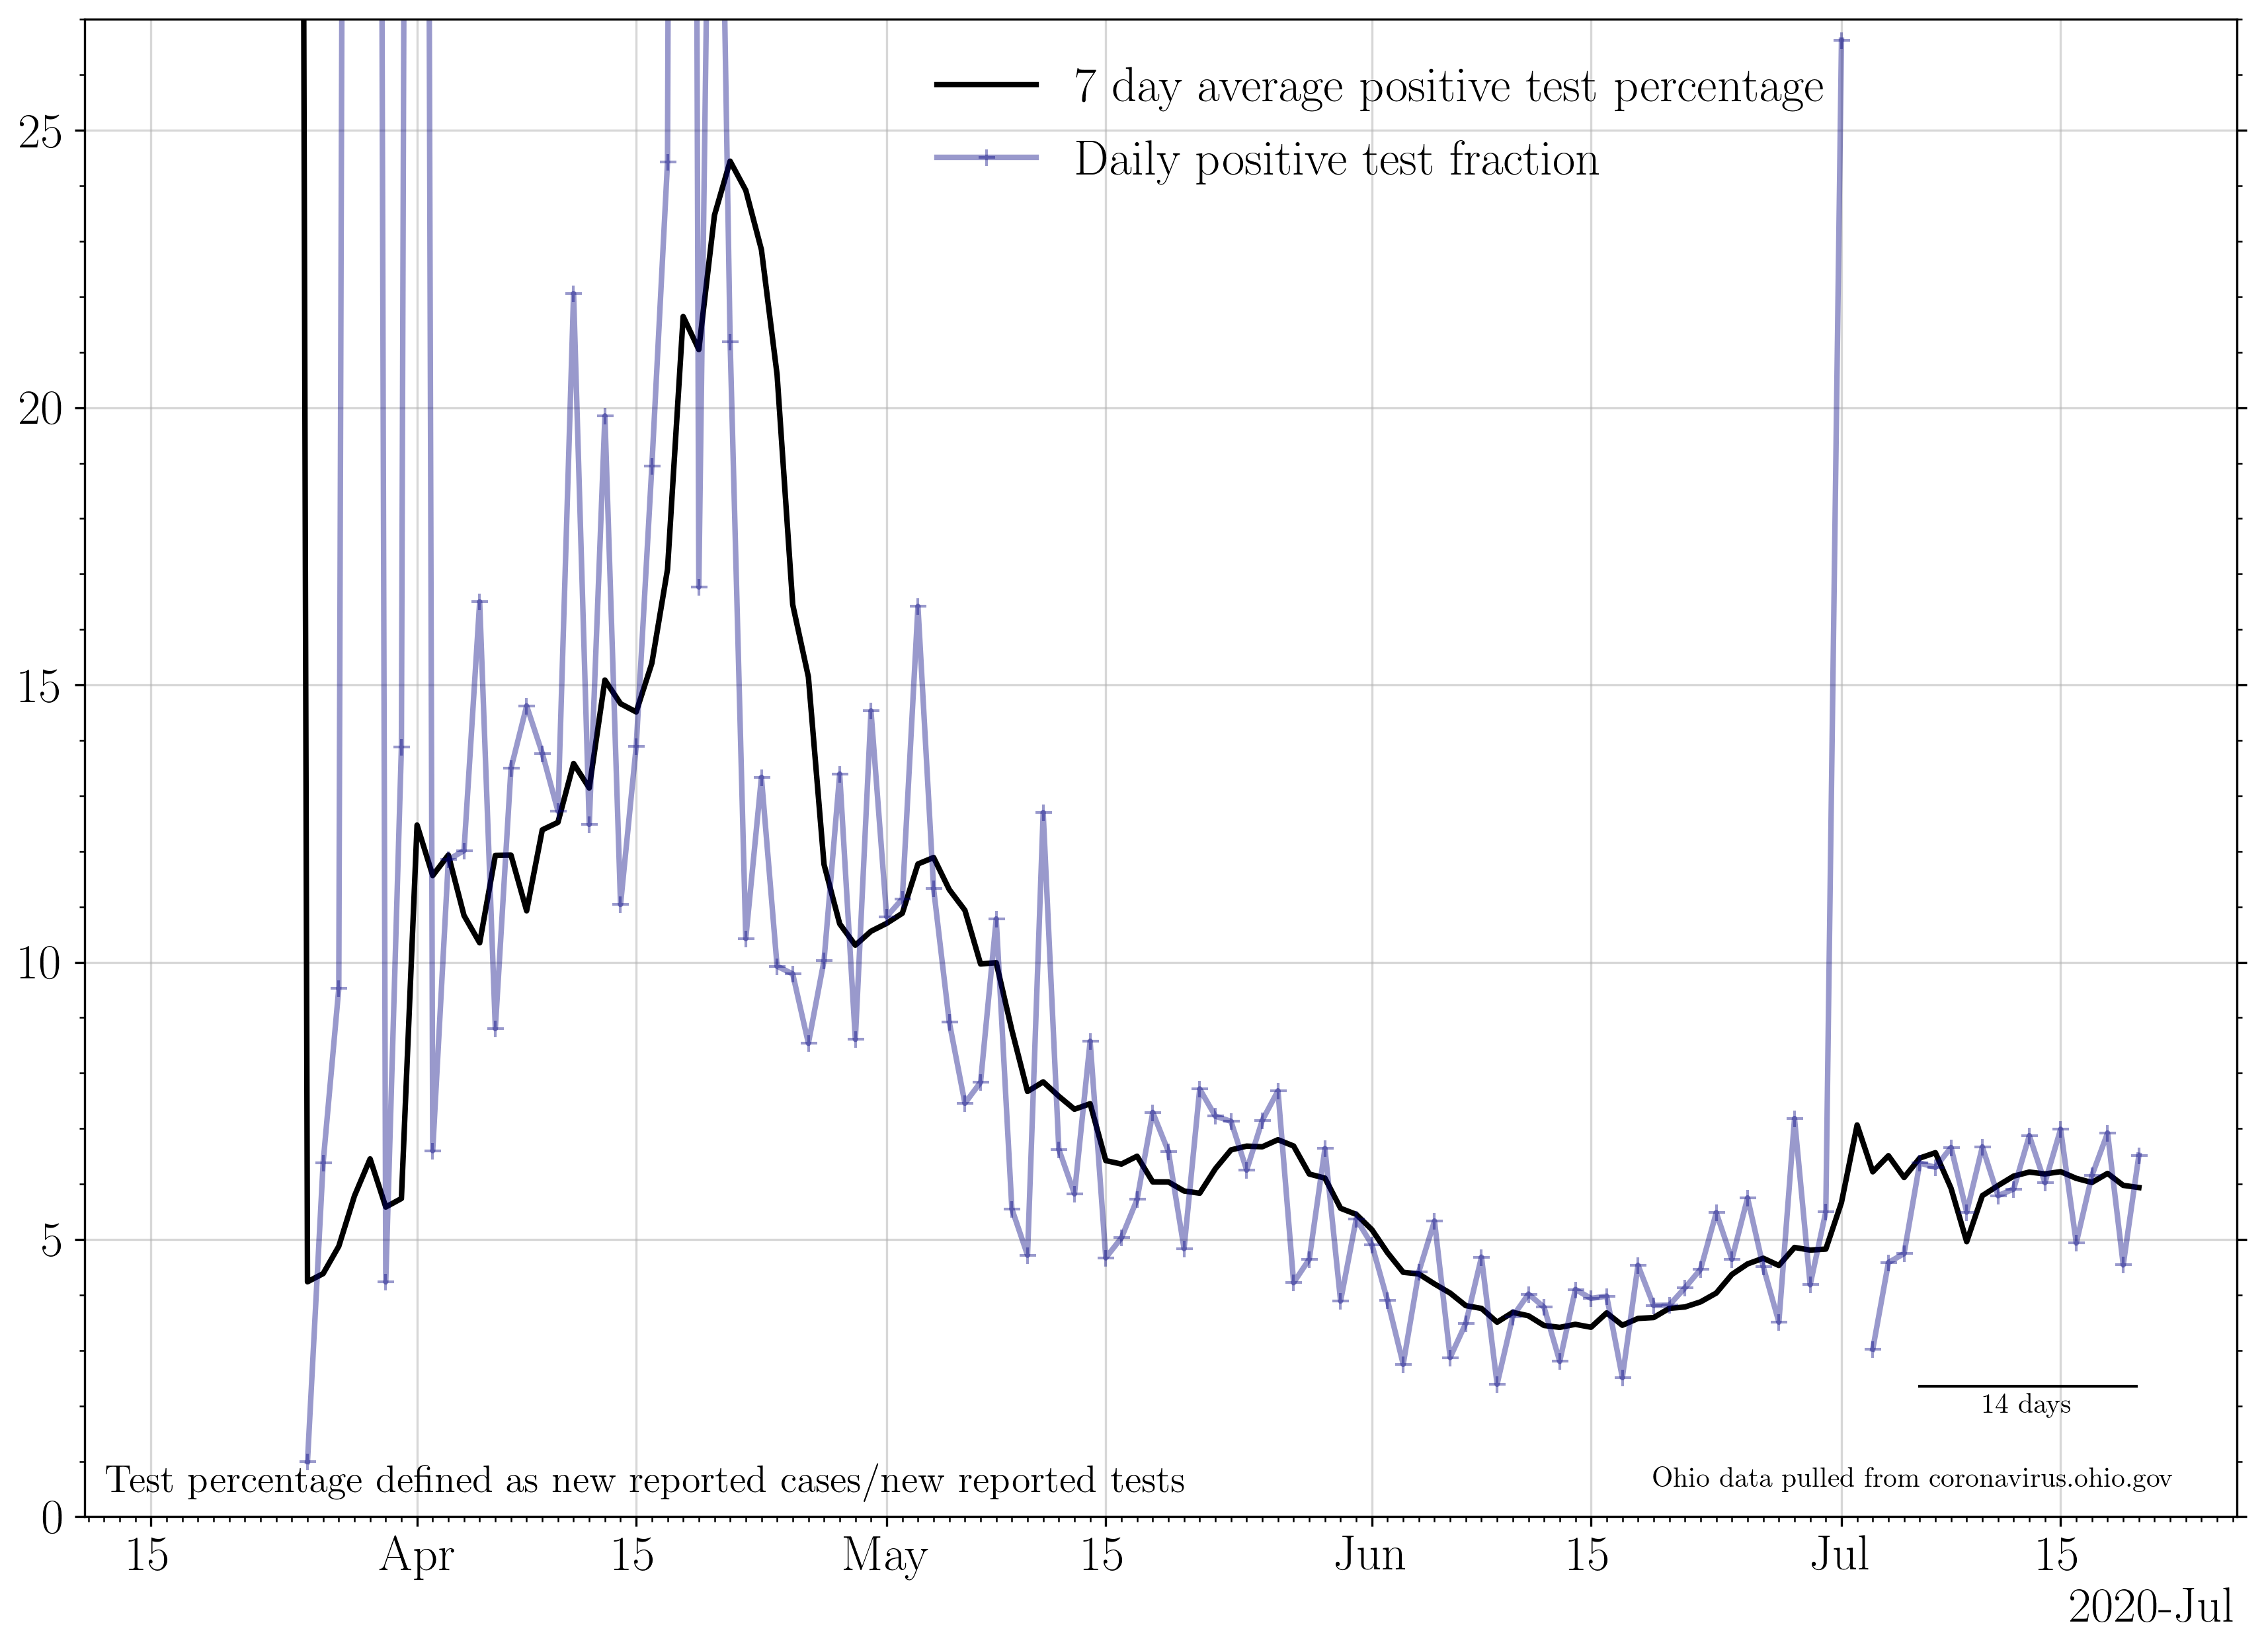 7 day average positive test percentage
Daily positive test fraction
25
20
15
10
5
0
14 days
Test percentage defined as new reported cases/new reported tests
Ohio data pulled from coronavirus.ohio.gov
15 Apr 15 May 15 Jun 15 Jul 15
2020-Jul